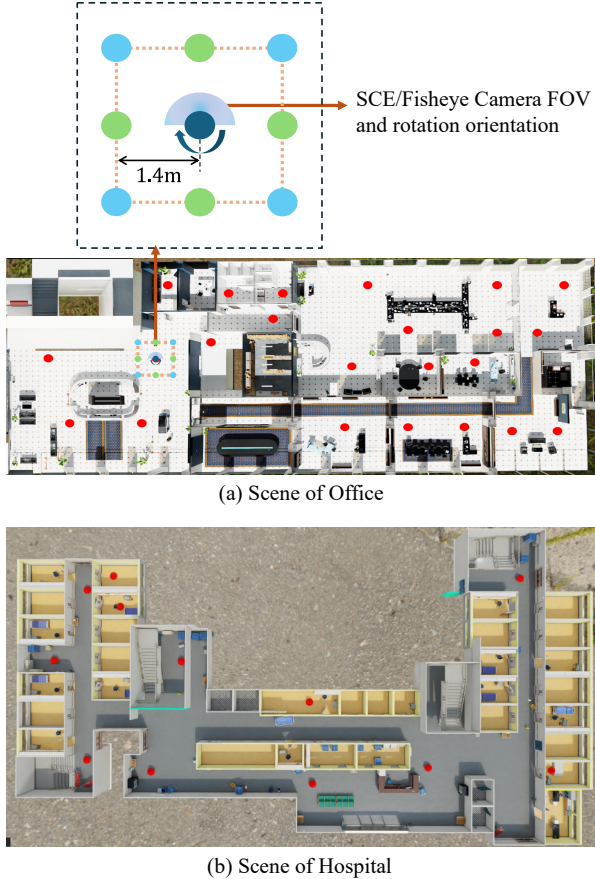 SCE/Fisheye Camera FOV
and rotation orientation
1.4m
(a) Scene of Office
(b) Scene of Hospital